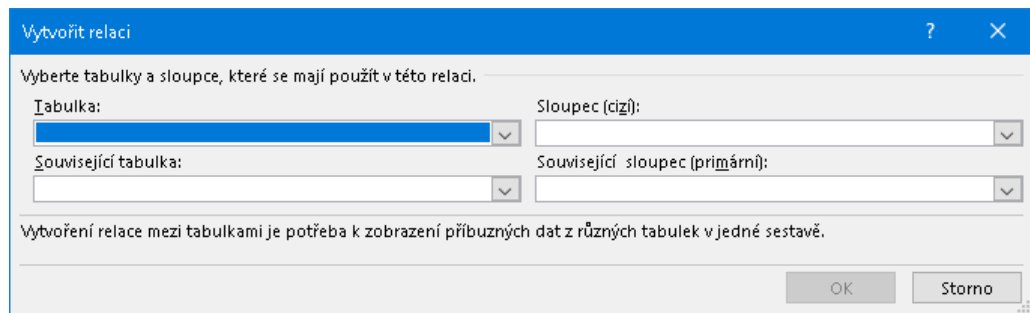 Vytvořit relaci
Vyberte tabulky a sloupce, které se mají použít v této relaci.
Tabulka: Sloupec (cizí):
Související tabulka: Související sloupec (primární):
Vytvoření relace mezi tabulkami je potřeba k zobrazení příbuzných dat z různých tabulek v jedné sestavě.
OK Storno